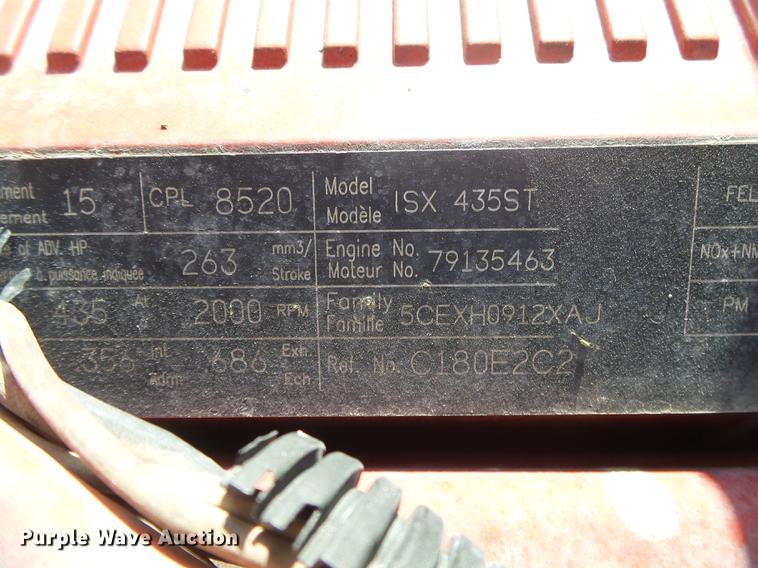 ment 15 CPL 8520 Model ISX 435ST FEL
ement Modèle
of ADV. HP 263 mm3/ Engine No. 79135463 NOx+NM
à puissance indiquée Stroke Moteur No.
435 At 2000 RPM Family 5CEXH0912XAJ PM
à Famille
.356 Int. .686 Exh. Ref. No. C180E2C2
Adm. Ech
Purple Wave Auction